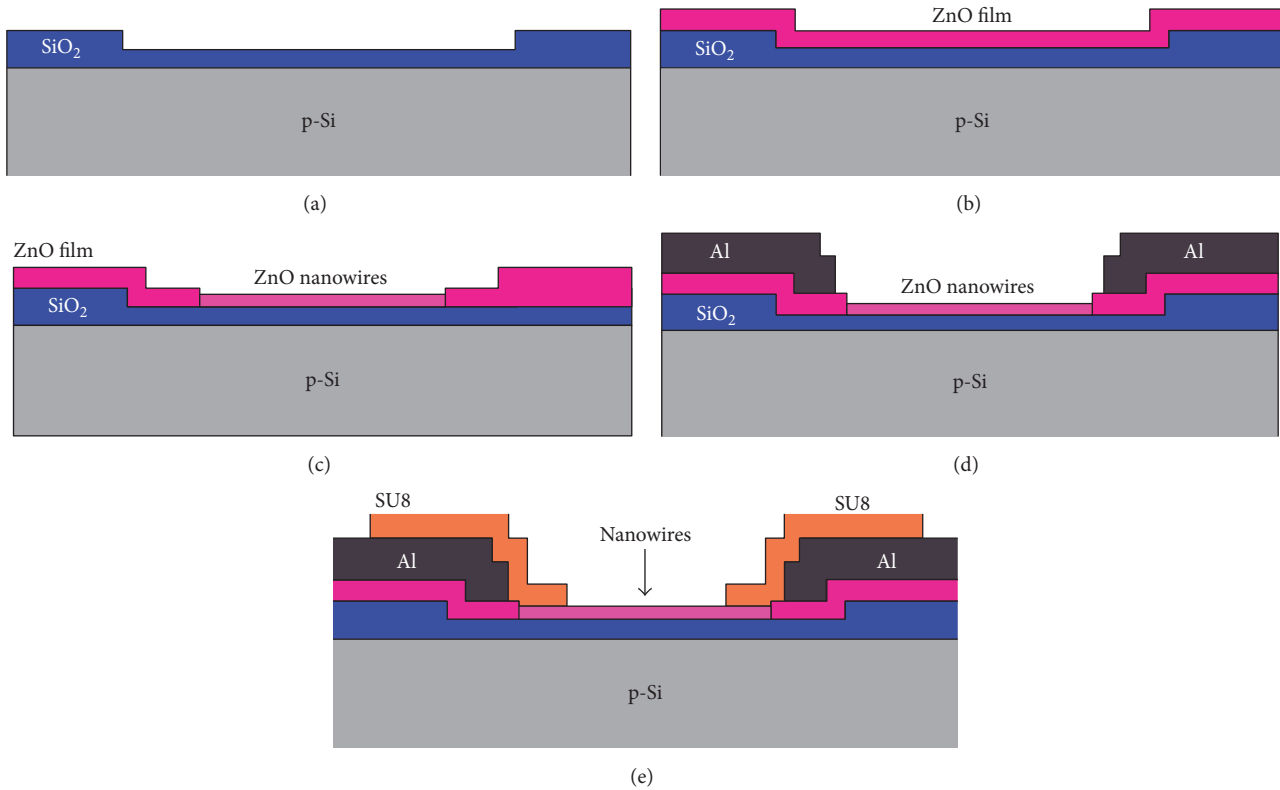 SiO₂
p-Si
(a)
ZnO film
SiO₂
p-Si
(b)
ZnO film
ZnO nanowires
SiO₂
p-Si
(c)
Al
Al
ZnO nanowires
SiO₂
p-Si
(d)
SU8
SU8
Nanowires
Al
Al
p-Si
(e)